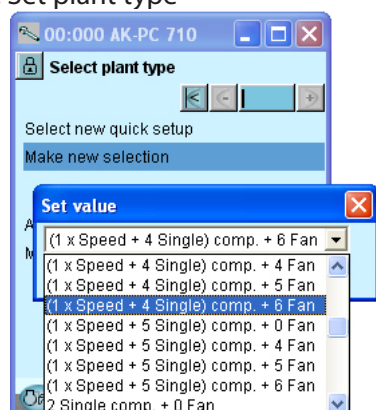 Set plant type
00:000 AK-PC 710
Select plant type
Select new quick setup
Make new selection
Set value
(1 x Speed + 4 Single) comp. + 6 Fan
(1 x Speed + 4 Single) comp. + 4 Fan
(1 x Speed + 4 Single) comp. + 5 Fan
(1 x Speed + 4 Single) comp. + 6 Fan
(1 x Speed + 5 Single) comp. + 0 Fan
(1 x Speed + 5 Single) comp. + 4 Fan
(1 x Speed + 5 Single) comp. + 5 Fan
(1 x Speed + 5 Single) comp. + 6 Fan
2 Single comp. + 0 Fan